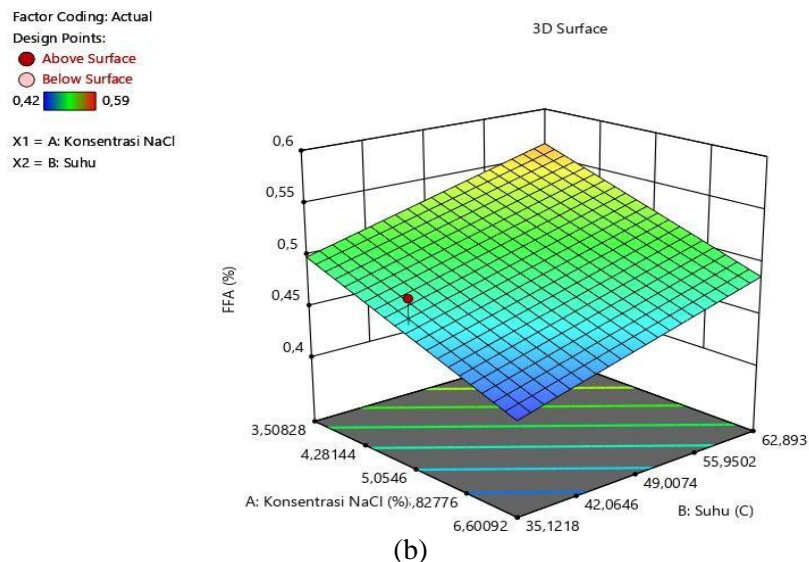 Factor Coding: Actual
Design Points:
Above Surface
Below Surface
0,42 0,59
X1 = A: Konsentrasi NaCl
X2 = B: Suhu
3D Surface
0,6
0,55
0,5
0,45
0,4
FFA (%)
3,50828
4,28144
5,0546
,82776
6,60092
A: Konsentrasi NaCl (%)
35,1218
42,0646
49,0074
55,9502
62,893
B: Suhu (C)
(b)